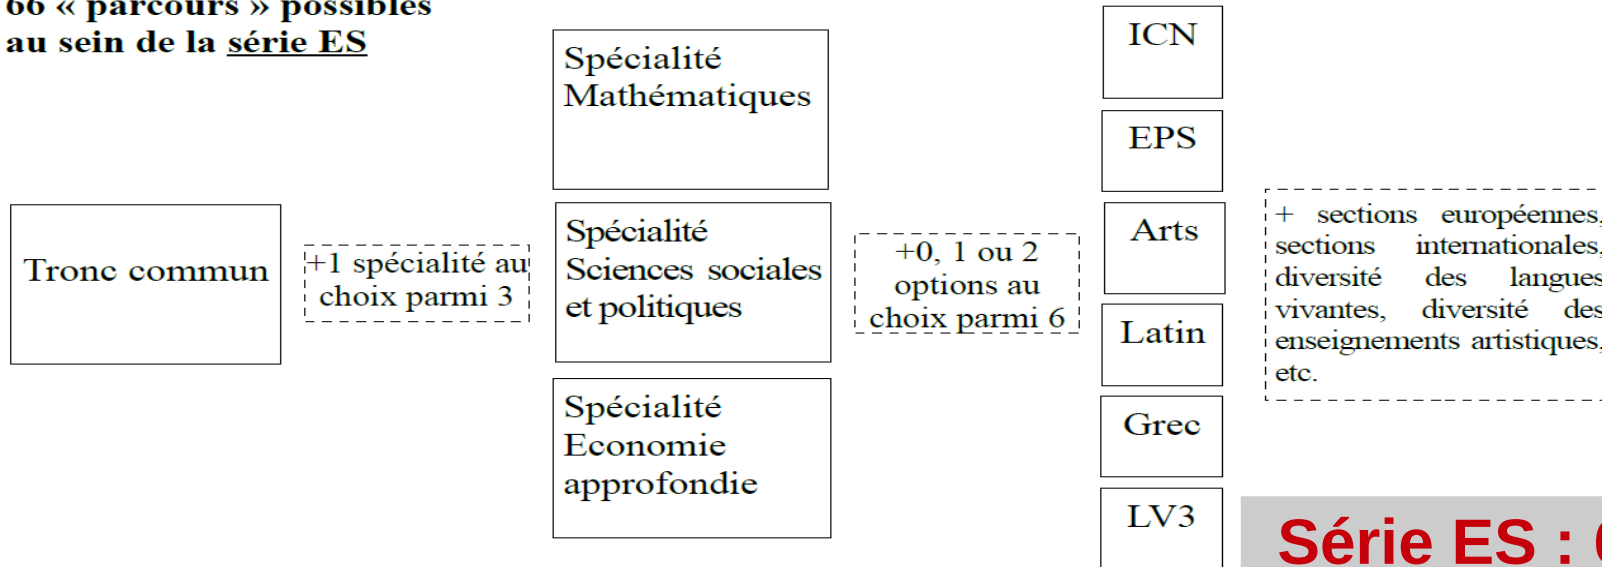 66 « parcours » possibles
au sein de la série ES
Tronc commun
+1 spécialité au
choix parmi 3
Spécialité
Mathématiques
Spécialité
Sciences sociales
et politiques
Spécialité
Economie
approfondie
+0, 1 ou 2
options au
choix parmi 6
ICN
EPS
Arts
Latin
Grec
LV3
+ sections européennes,
sections internationales,
diversité des langues
vivantes, diversité des
enseignements artistiques,
etc.
Série ES :